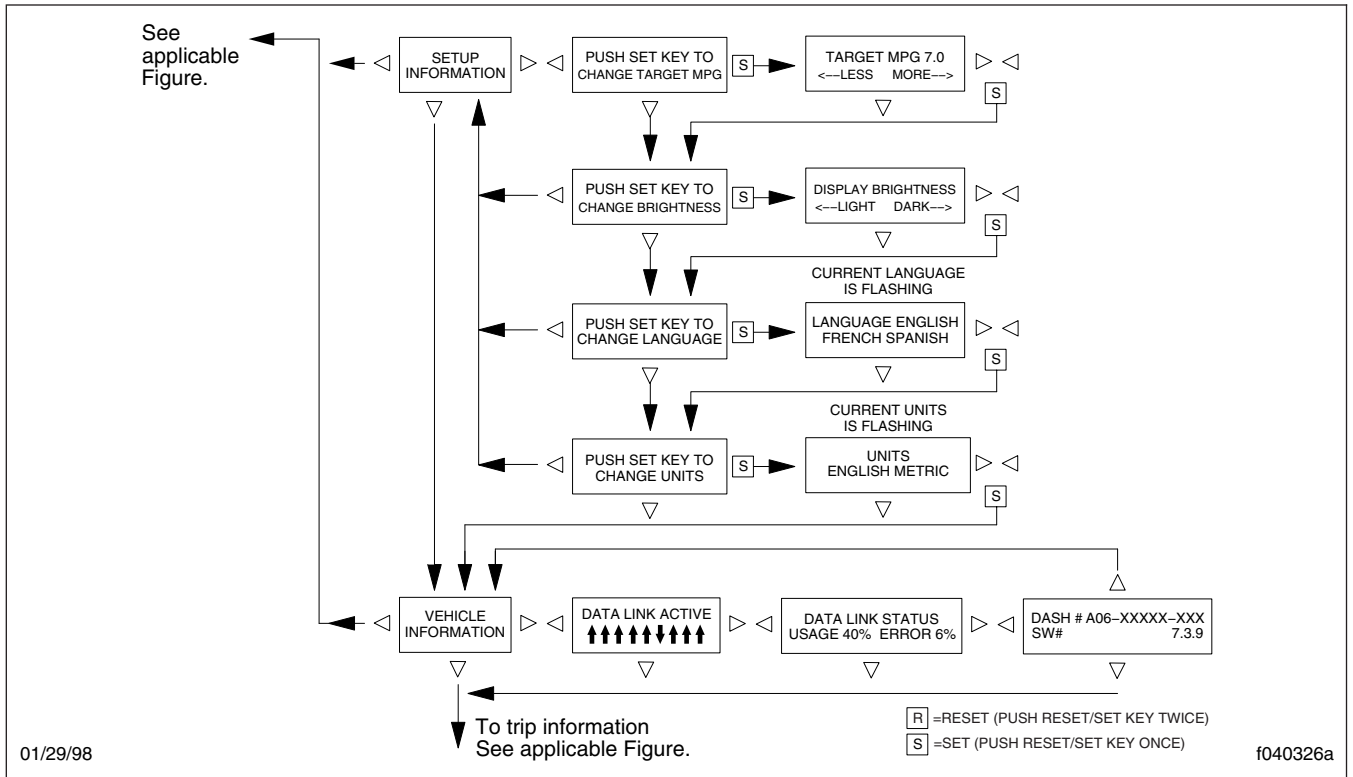 See
applicable
Figure.
SETUP
INFORMATION
PUSH SET KEY TO
CHANGE TARGET MPG
S
TARGET MPG 7.0
<--LESS MORE-->
S
PUSH SET KEY TO
CHANGE BRIGHTNESS
S
DISPLAY BRIGHTNESS
<--LIGHT DARK-->
S
CURRENT LANGUAGE
IS FLASHING
PUSH SET KEY TO
CHANGE LANGUAGE
S
LANGUAGE ENGLISH
FRENCH SPANISH
S
CURRENT UNITS
IS FLASHING
PUSH SET KEY TO
CHANGE UNITS
S
UNITS
ENGLISH METRIC
S
VEHICLE
INFORMATION
DATA LINK ACTIVE
DATA LINK STATUS
USAGE 40% ERROR 6%
DASH # A06-XXXXX-XXX
SW# 7.3.9
To trip information
See applicable Figure.
R =RESET (PUSH RESET/SET KEY TWICE)
S =SET (PUSH RESET/SET KEY ONCE)
01/29/98
f040326a